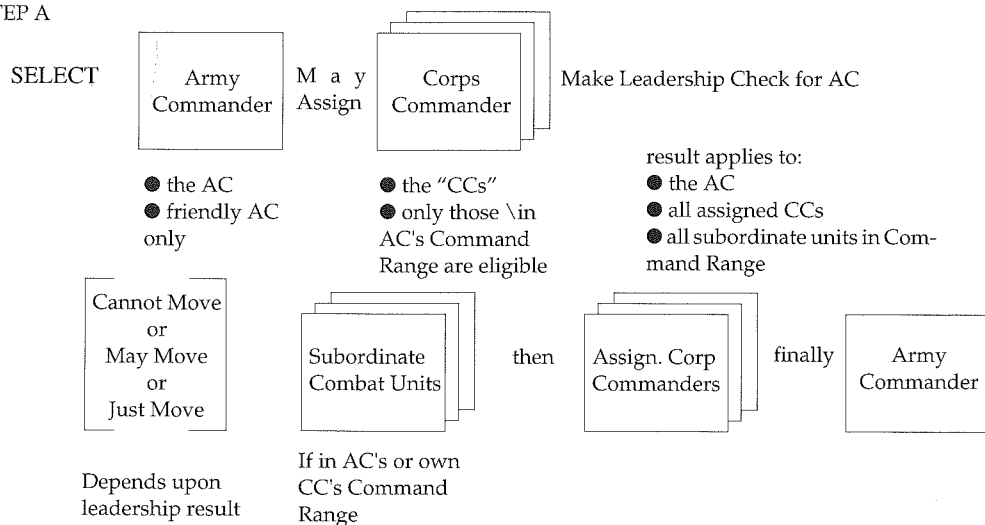 TEP A
SELECT
Army
Commander
M a y
Assign
Corps
Commander
Make Leadership Check for AC
● the AC
● friendly AC
only
● the "CCs"
● only those \in
AC's Command
Range are eligible
result applies to:
● the AC
● all assigned CCs
● all subordinate units in Com-
mand Range
Cannot Move
or
May Move
or
Just Move
Subordinate
Combat Units
then
Assign. Corp
Commanders
finally
Army
Commander
Depends upon
leadership result
If in AC's or own
CC's Command
Range